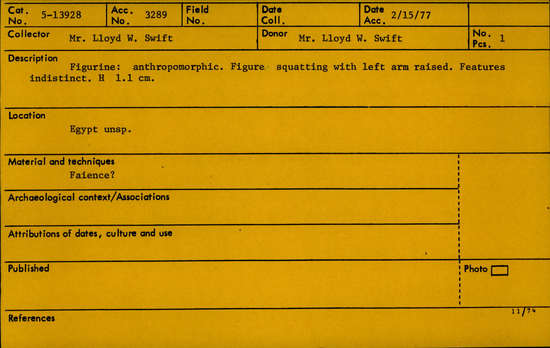 Cat. No. 5-13928 Acc. No. 3289 Field No. Date Coll. Date Acc. 2/15/77
Collector Mr. Lloyd W. Swift Donor Mr. Lloyd W. Swift No. Pcs. 1
Description
Figurine: anthropomorphic. Figure squatting with left arm raised. Features
indistinct. H 1.1 cm.
Location
Egypt unsp.
Material and techniques
Faience?
Archaeological context/Associations
Attributions of dates, culture and use
Published Photo
References 11/74